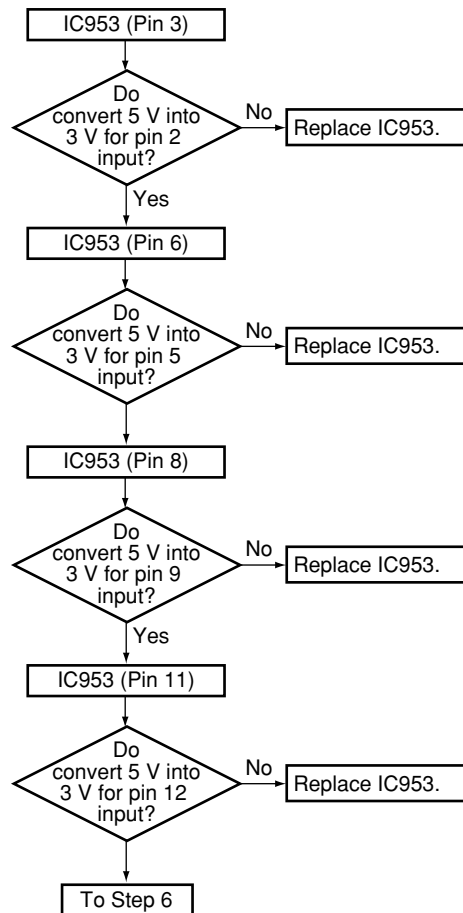 IC953 (Pin 3)
Do
convert 5 V into
3 V for pin 2
input?
No
Replace IC953.
Yes
IC953 (Pin 6)
Do
convert 5 V into
3 V for pin 5
input?
No
Replace IC953.
IC953 (Pin 8)
Do
convert 5 V into
3 V for pin 9
input?
No
Replace IC953.
Yes
IC953 (Pin 11)
Do
convert 5 V into
3 V for pin 12
input?
No
Replace IC953.
To Step 6